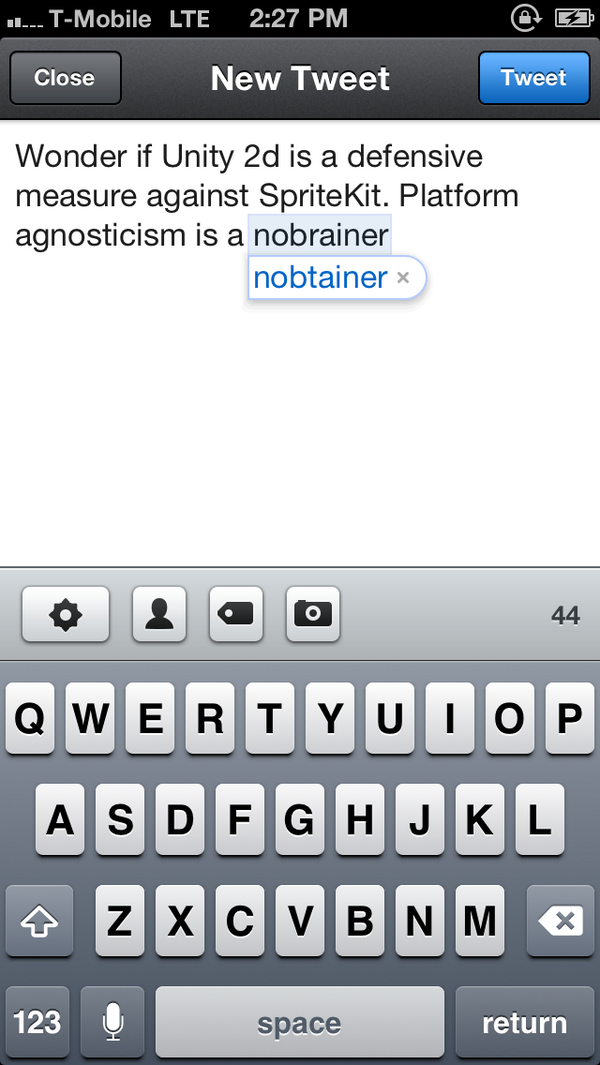 T-Mobile LTE 2:27 PM
Close New Tweet Tweet
Wonder if Unity 2d is a defensive
measure against SpriteKit. Platform
agnosticism is a nobrainer
nobtainer ×
44
Q W E R T Y U I O P
A S D F G H J K L
Z X C V B N M
123 space return